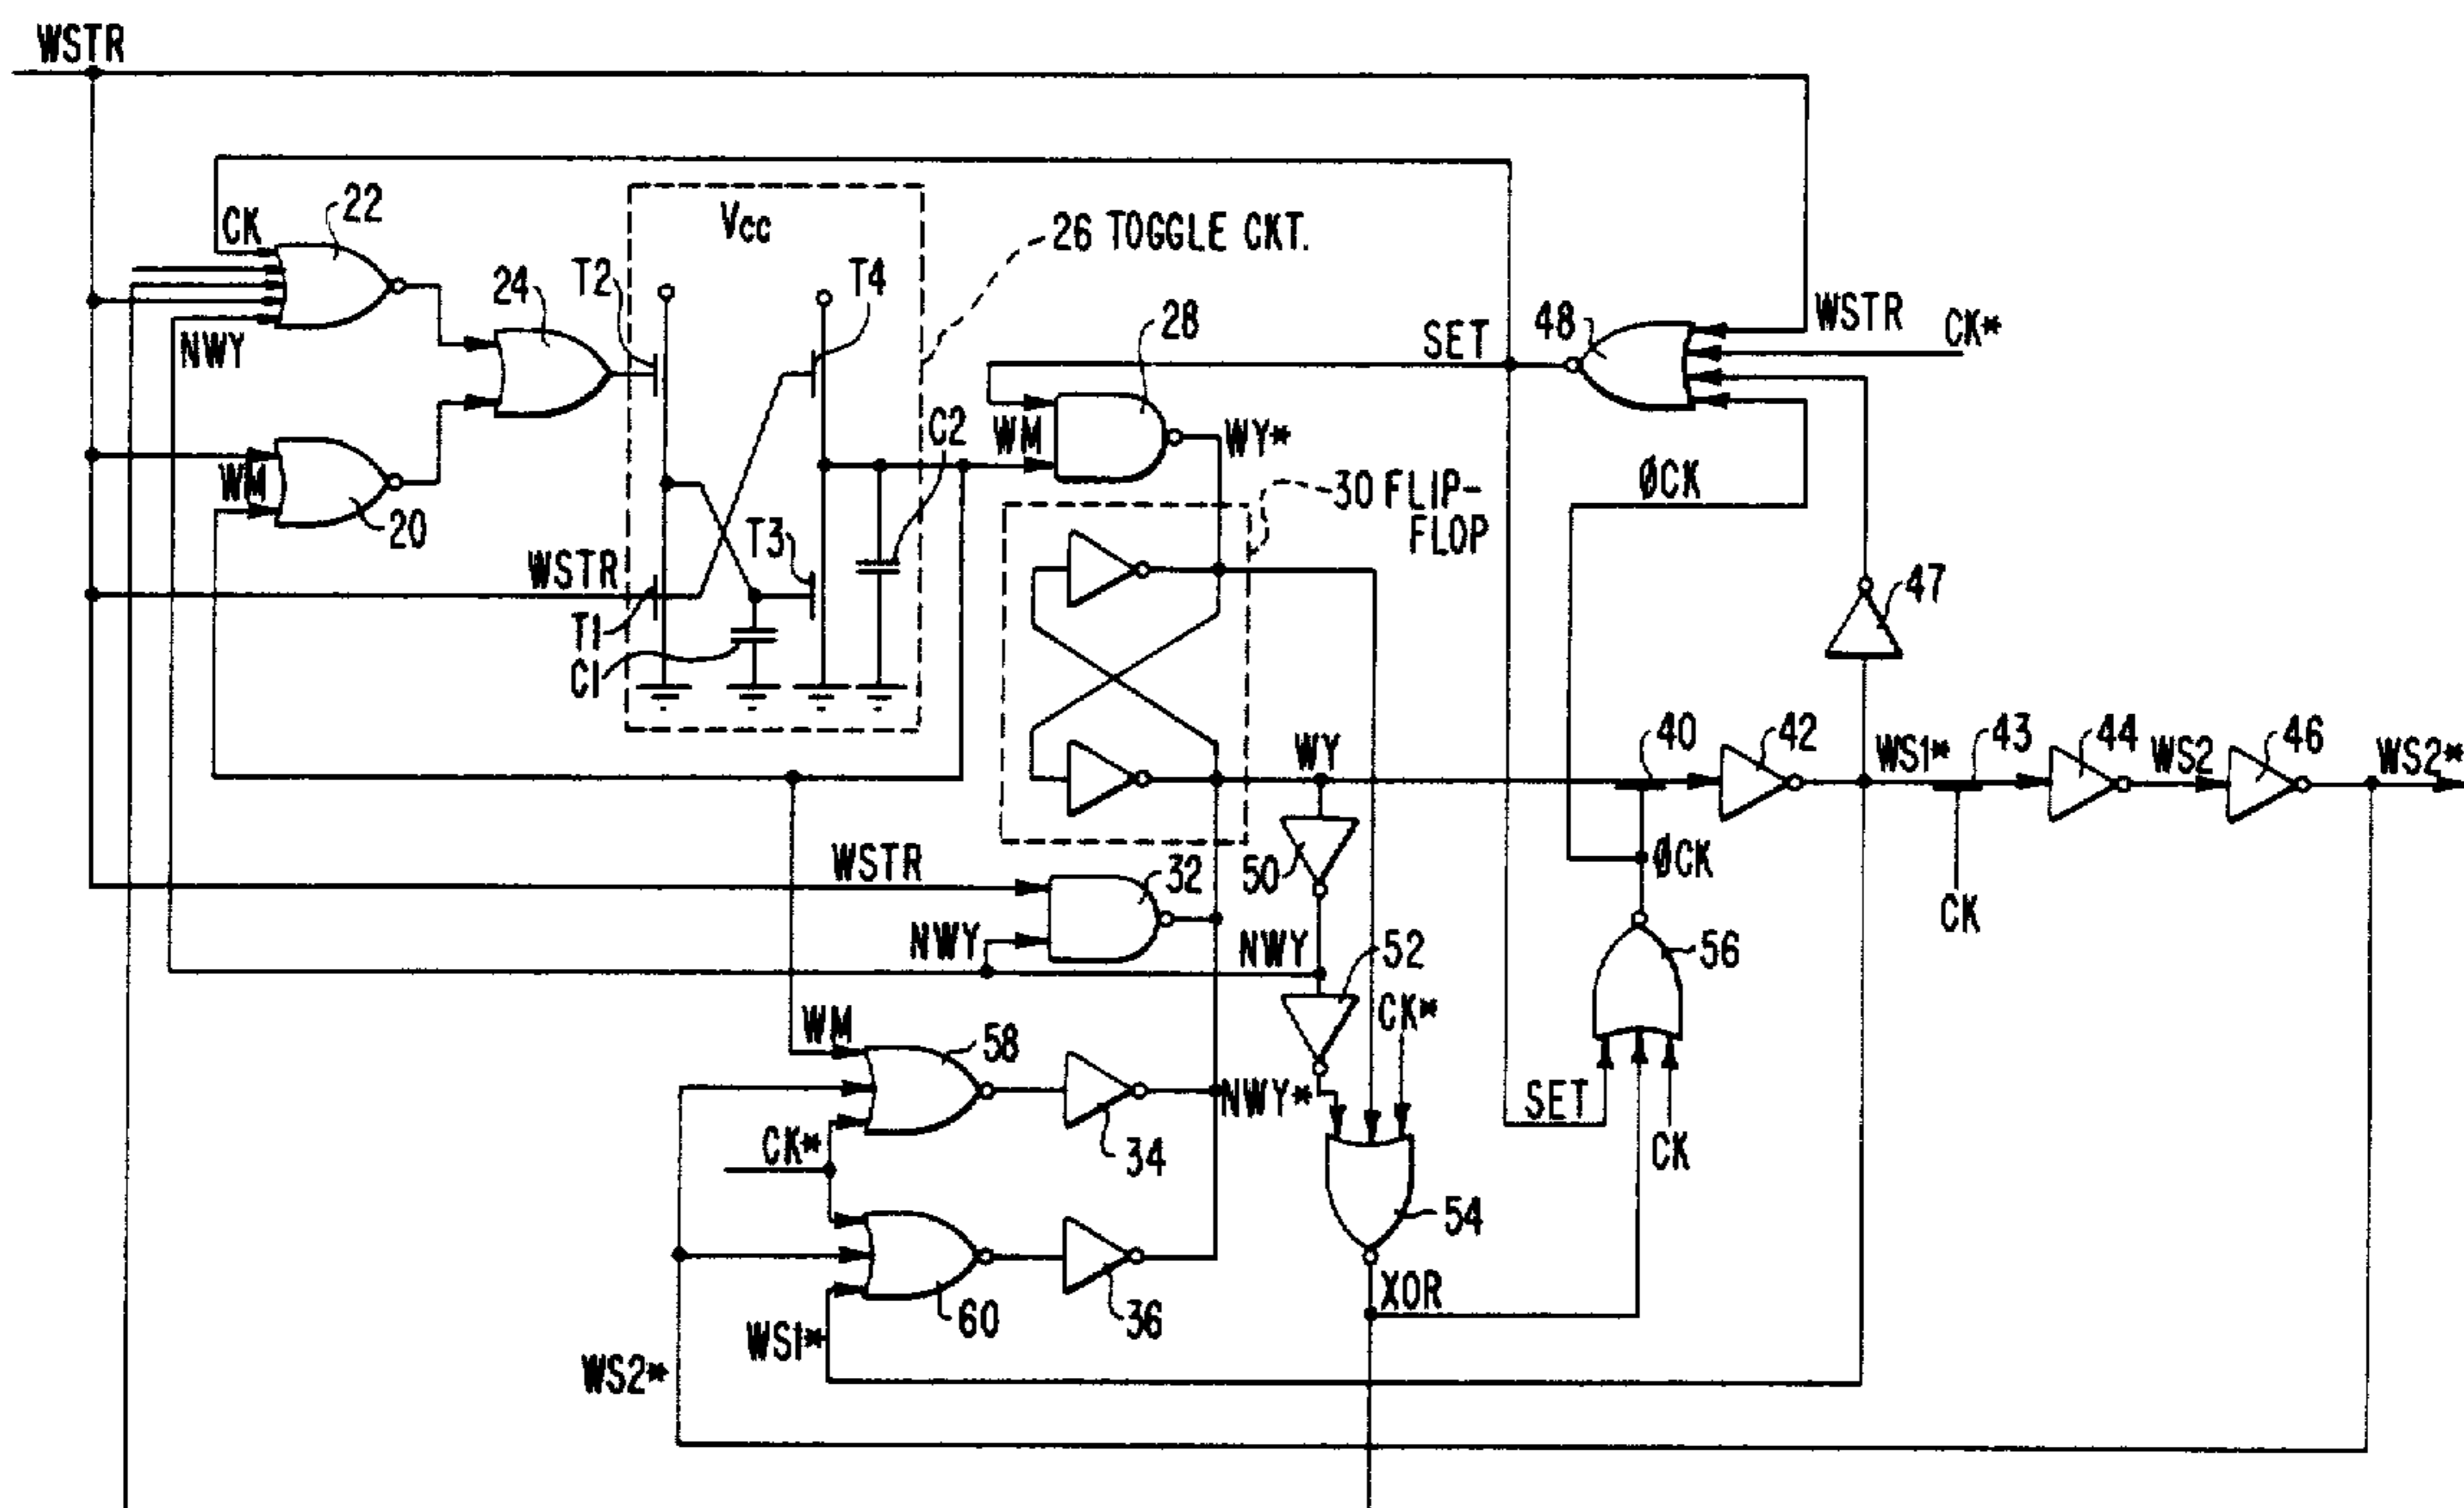 WSTR
CK
22
NWY
24
T2
Vcc
T4
26 TOGGLE CKT.
28
SET
48
WSTR
CK*
WM
20
C2
WM
WY*
ØCK
30 FLIP-
FLOP
WSTR
T3
T1
C1
47
WY
40
42
WS1*
43
44
WS2
46
WS2*
WSTR
32
50
ØCK
CK
NWY
NWY
52
56
WM
58
CK*
NWY*
SET
CK
CK*
34
54
60
36
XOR
WS1*
WS2*